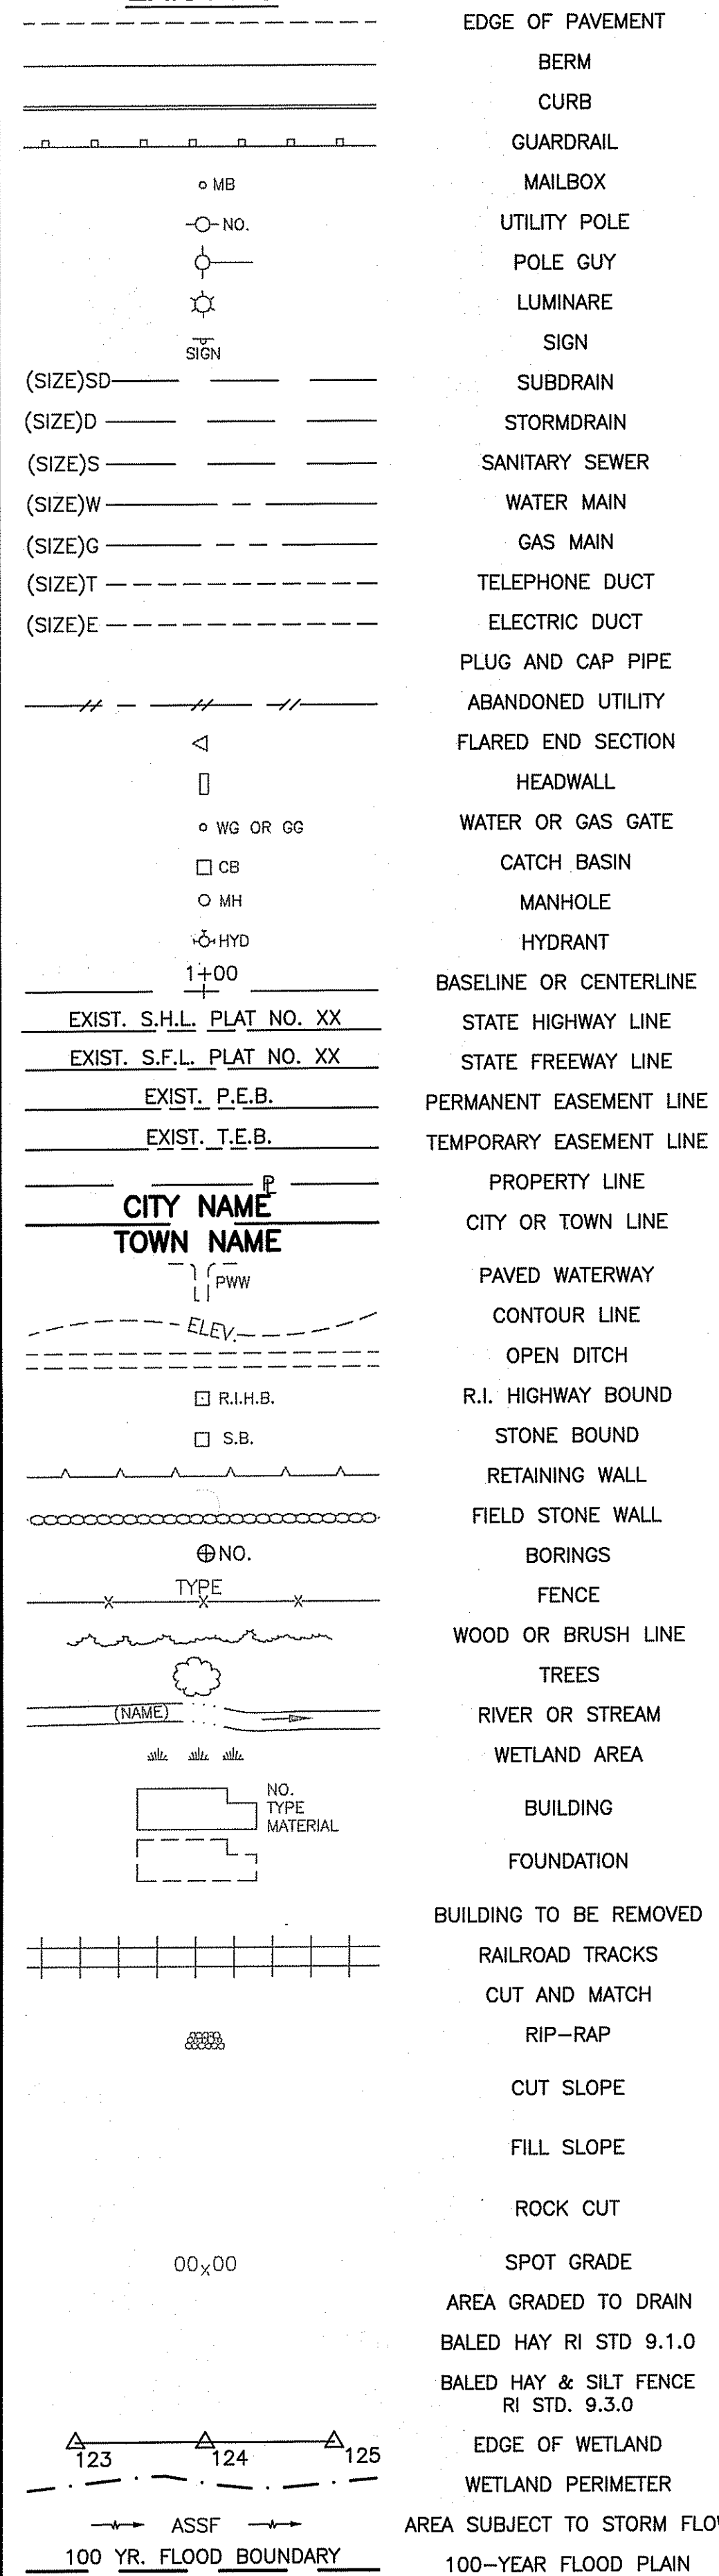 EDGE OF PAVEMENT
BERM
CURB
GUARDRAIL
MB MAILBOX
NO. UTILITY POLE
POLE GUY
LUMINARE
SIGN SIGN
(SIZE)SD SUBDRAIN
(SIZE)D STORMDRAIN
(SIZE)S SANITARY SEWER
(SIZE)W WATER MAIN
(SIZE)G GAS MAIN
(SIZE)T TELEPHONE DUCT
(SIZE)E ELECTRIC DUCT
PLUG AND CAP PIPE
ABANDONED UTILITY
FLARED END SECTION
HEADWALL
WG OR GG WATER OR GAS GATE
CB CATCH BASIN
MH MANHOLE
HYD HYDRANT
1+00 BASELINE OR CENTERLINE
EXIST. S.H.L. PLAT NO. XX STATE HIGHWAY LINE
EXIST. S.F.L. PLAT NO. XX STATE FREEWAY LINE
EXIST. P.E.B. PERMANENT EASEMENT LINE
EXIST. T.E.B. TEMPORARY EASEMENT LINE
PL PROPERTY LINE
CITY NAME
CITY OR TOWN LINE
TOWN NAME
PWW PAVED WATERWAY
ELEV. CONTOUR LINE
OPEN DITCH
R.I.H.B. R.I. HIGHWAY BOUND
S.B. STONE BOUND
RETAINING WALL
FIELD STONE WALL
NO. BORINGS
TYPE FENCE
WOOD OR BRUSH LINE
TREES
(NAME) RIVER OR STREAM
WETLAND AREA
NO.
TYPE BUILDING
MATERIAL
FOUNDATION
BUILDING TO BE REMOVED
RAILROAD TRACKS
CUT AND MATCH
RIP-RAP
CUT SLOPE
FILL SLOPE
ROCK CUT
00x00 SPOT GRADE
AREA GRADED TO DRAIN
BALED HAY RI STD 9.1.0
BALED HAY & SILT FENCE
RI STD. 9.3.0
123 124 125 EDGE OF WETLAND
WETLAND PERIMETER
ASSF AREA SUBJECT TO STORM FLOW
100 YR. FLOOD BOUNDARY 100-YEAR FLOOD PLAIN